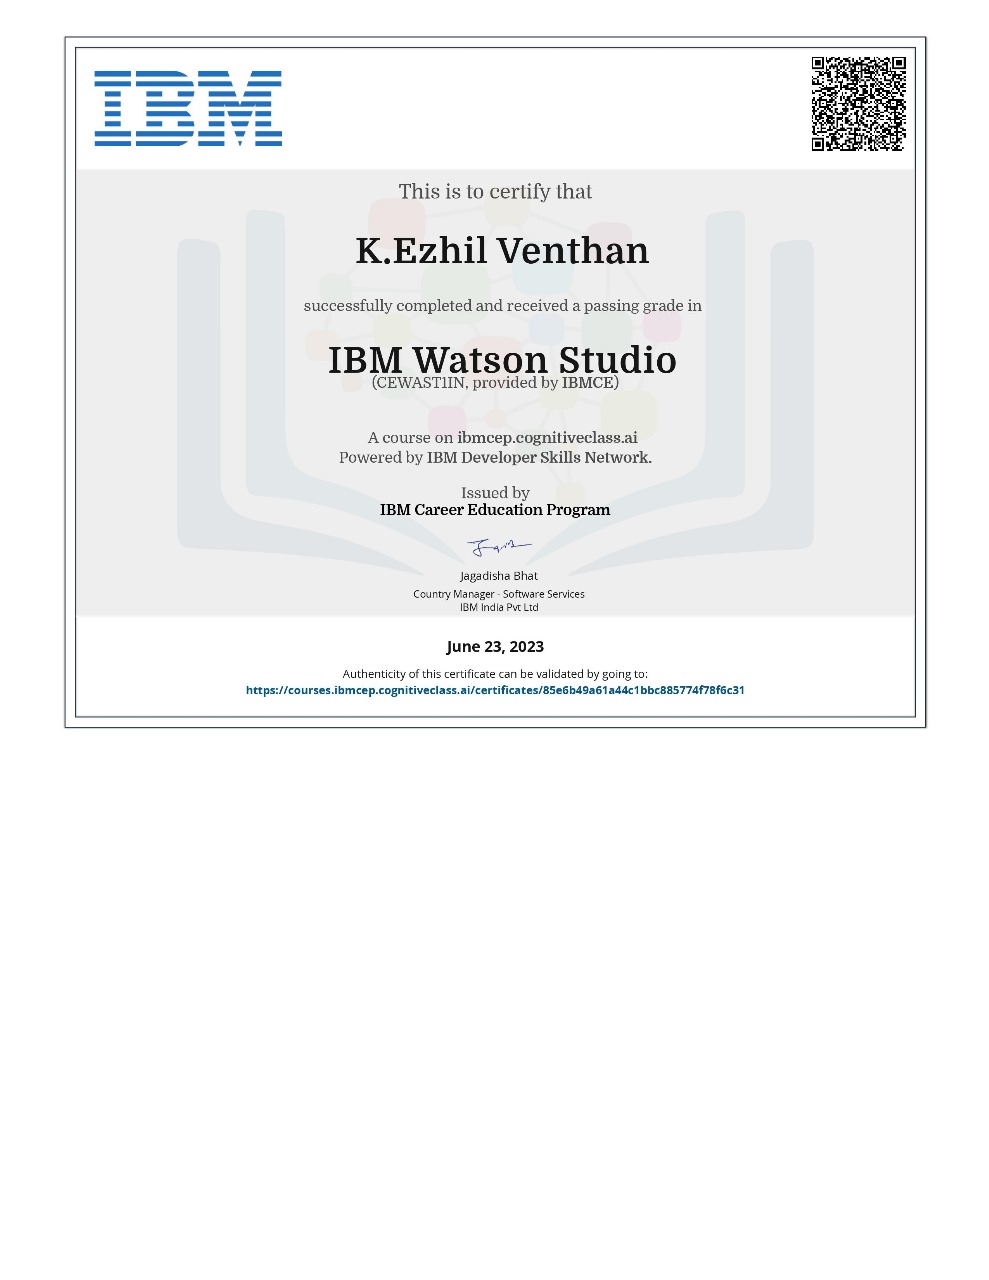 IBM
This is to certify that
K.Ezhil Venthan
successfully completed and received a passing grade in
IBM Watson Studio
(CEWAST1IN, provided by IBMCE)
A course on ibmcep.cognitiveclass.ai
Powered by IBM Developer Skills Network.
Issued by
IBM Career Education Program
Jagadisha Bhat
Country Manager - Software Services
IBM India Pvt Ltd
June 23, 2023
Authenticity of this certificate can be validated by going to:
https://courses.ibmcep.cognitiveclass.ai/certificates/85e6b49a61a44c1bbc885774f78f6c31